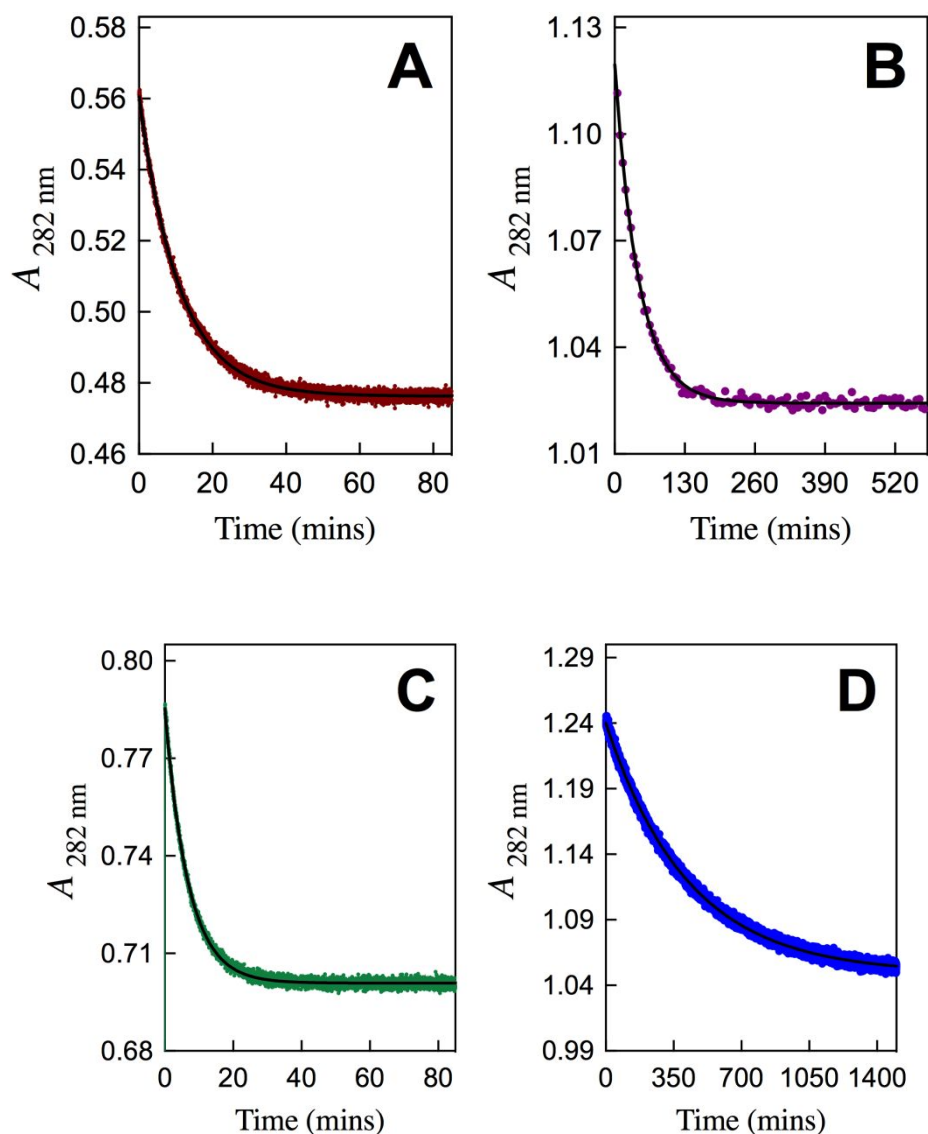 A
0.58
0.56
0.54
0.52
0.50
0.48
0.46
A 282 nm
0 20 40 60 80
Time (mins)
B
1.13
1.10
1.07
1.04
1.01
A 282 nm
0 130 260 390 520
Time (mins)
C
0.80
0.77
0.74
0.71
0.68
A 282 nm
0 20 40 60 80
Time (mins)
D
1.29
1.24
1.19
1.14
1.09
1.04
0.99
A 282 nm
0 350 700 1050 1400
Time (mins)